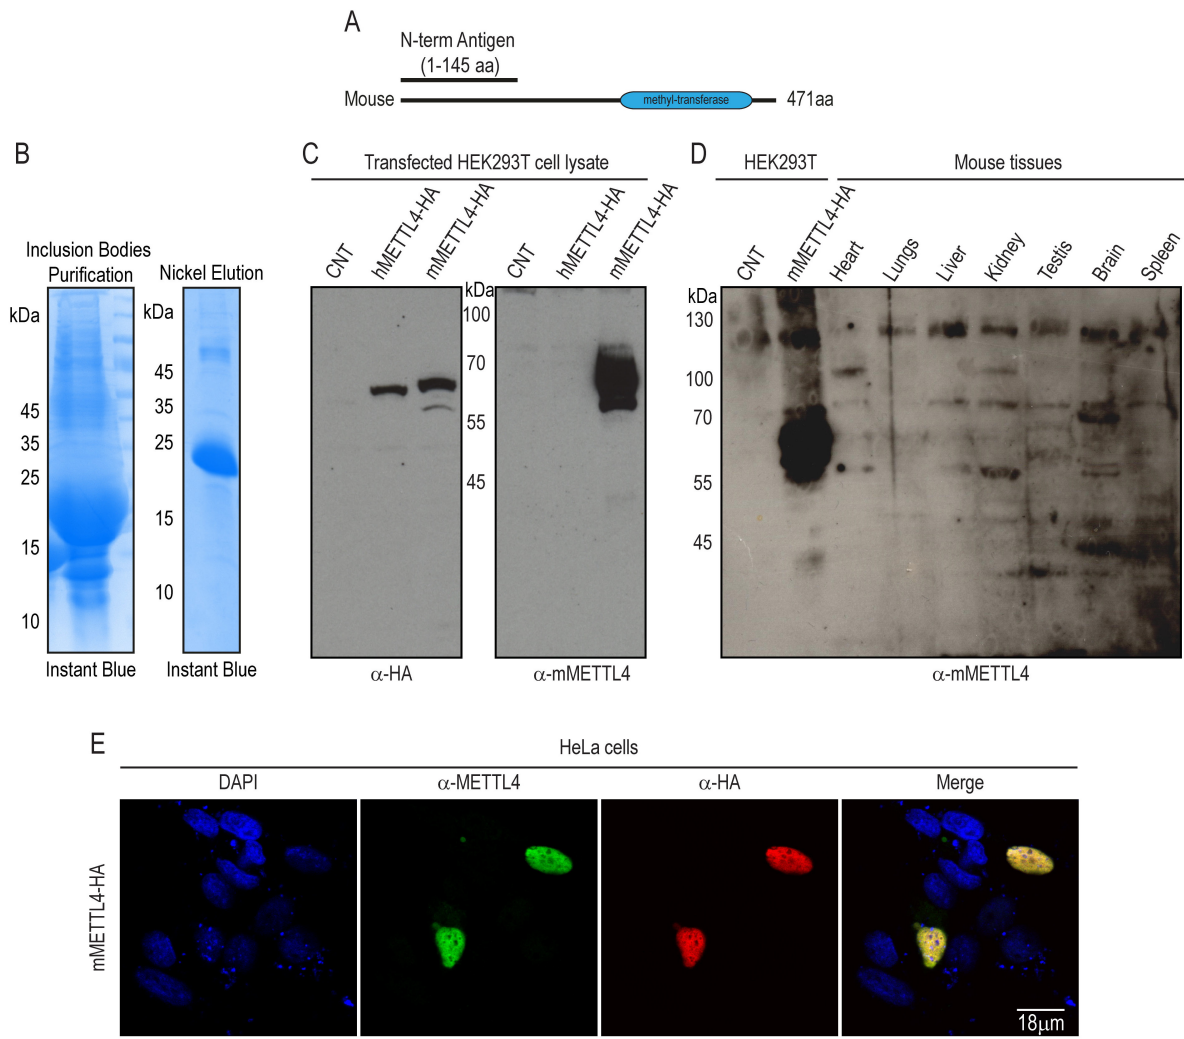 A
N-term Antigen
(1-145 aa)
Mouse
methyl-transferase
471aa
B
Inclusion Bodies
Purification
kDa
45
35
25
15
10
Instant Blue
Nickel Elution
kDa
45
35
25
15
10
Instant Blue
C
Transfected HEK293T cell lysate
CNT
hMETTL4-HA
mMETTL4-HA
CNT
hMETTL4-HA
mMETTL4-HA
kDa
100
70
55
45
α-HA
α-mMETTL4
D
HEK293T
Mouse tissues
CNT
mMETTL4-HA
Heart
Lungs
Liver
Kidney
Testis
Brain
Spleen
kDa
130
100
70
55
45
α-mMETTL4
E
HeLa cells
DAPI
α-METTL4
α-HA
Merge
mMETTL4-HA
18µm